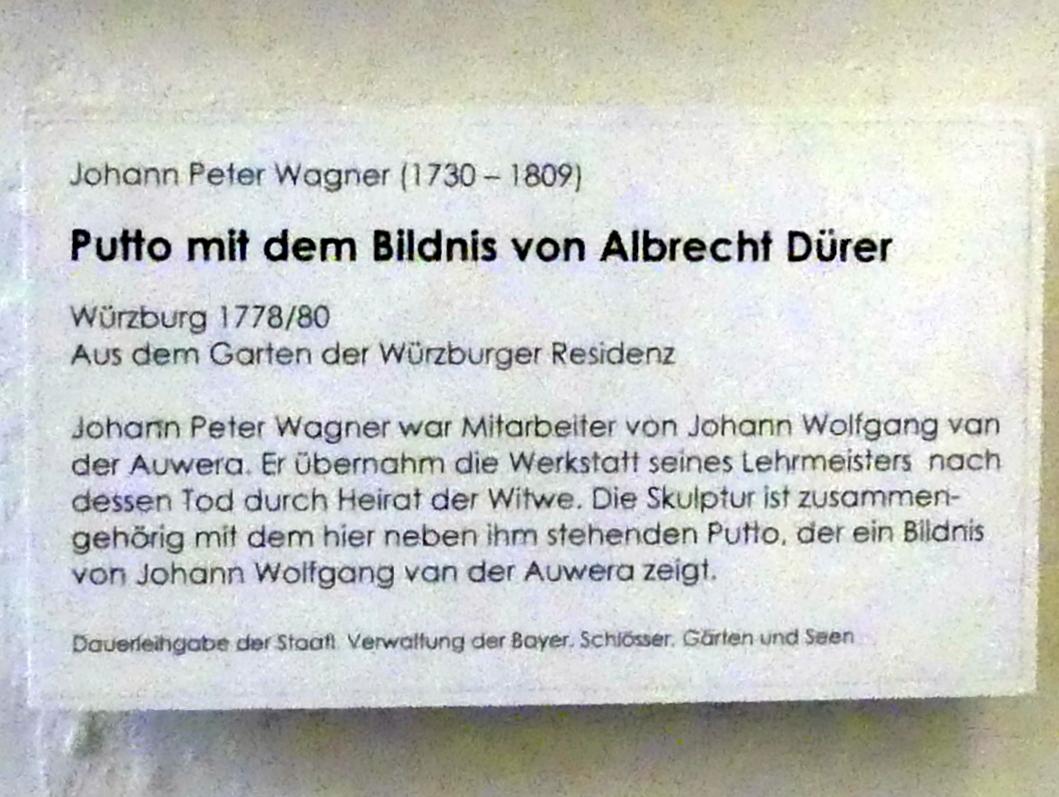 Johann Peter Wagner (1730 – 1809)
Putto mit dem Bildnis von Albrecht Dürer
Würzburg 1778/80
Aus dem Garten der Würzburger Residenz
Johann Peter Wagner war Mitarbeiter von Johann Wolfgang van
der Auwera. Er übernahm die Werkstatt seines Lehrmeisters nach
dessen Tod durch Heirat der Witwe. Die Skulptur ist zusammen-
gehörig mit dem hier neben ihm stehenden Putto, der ein Bildnis
von Johann Wolfgang van der Auwera zeigt.
Dauerleihgabe der Staatl. Verwaltung der Bayer. Schlösser, Gärten und Seen